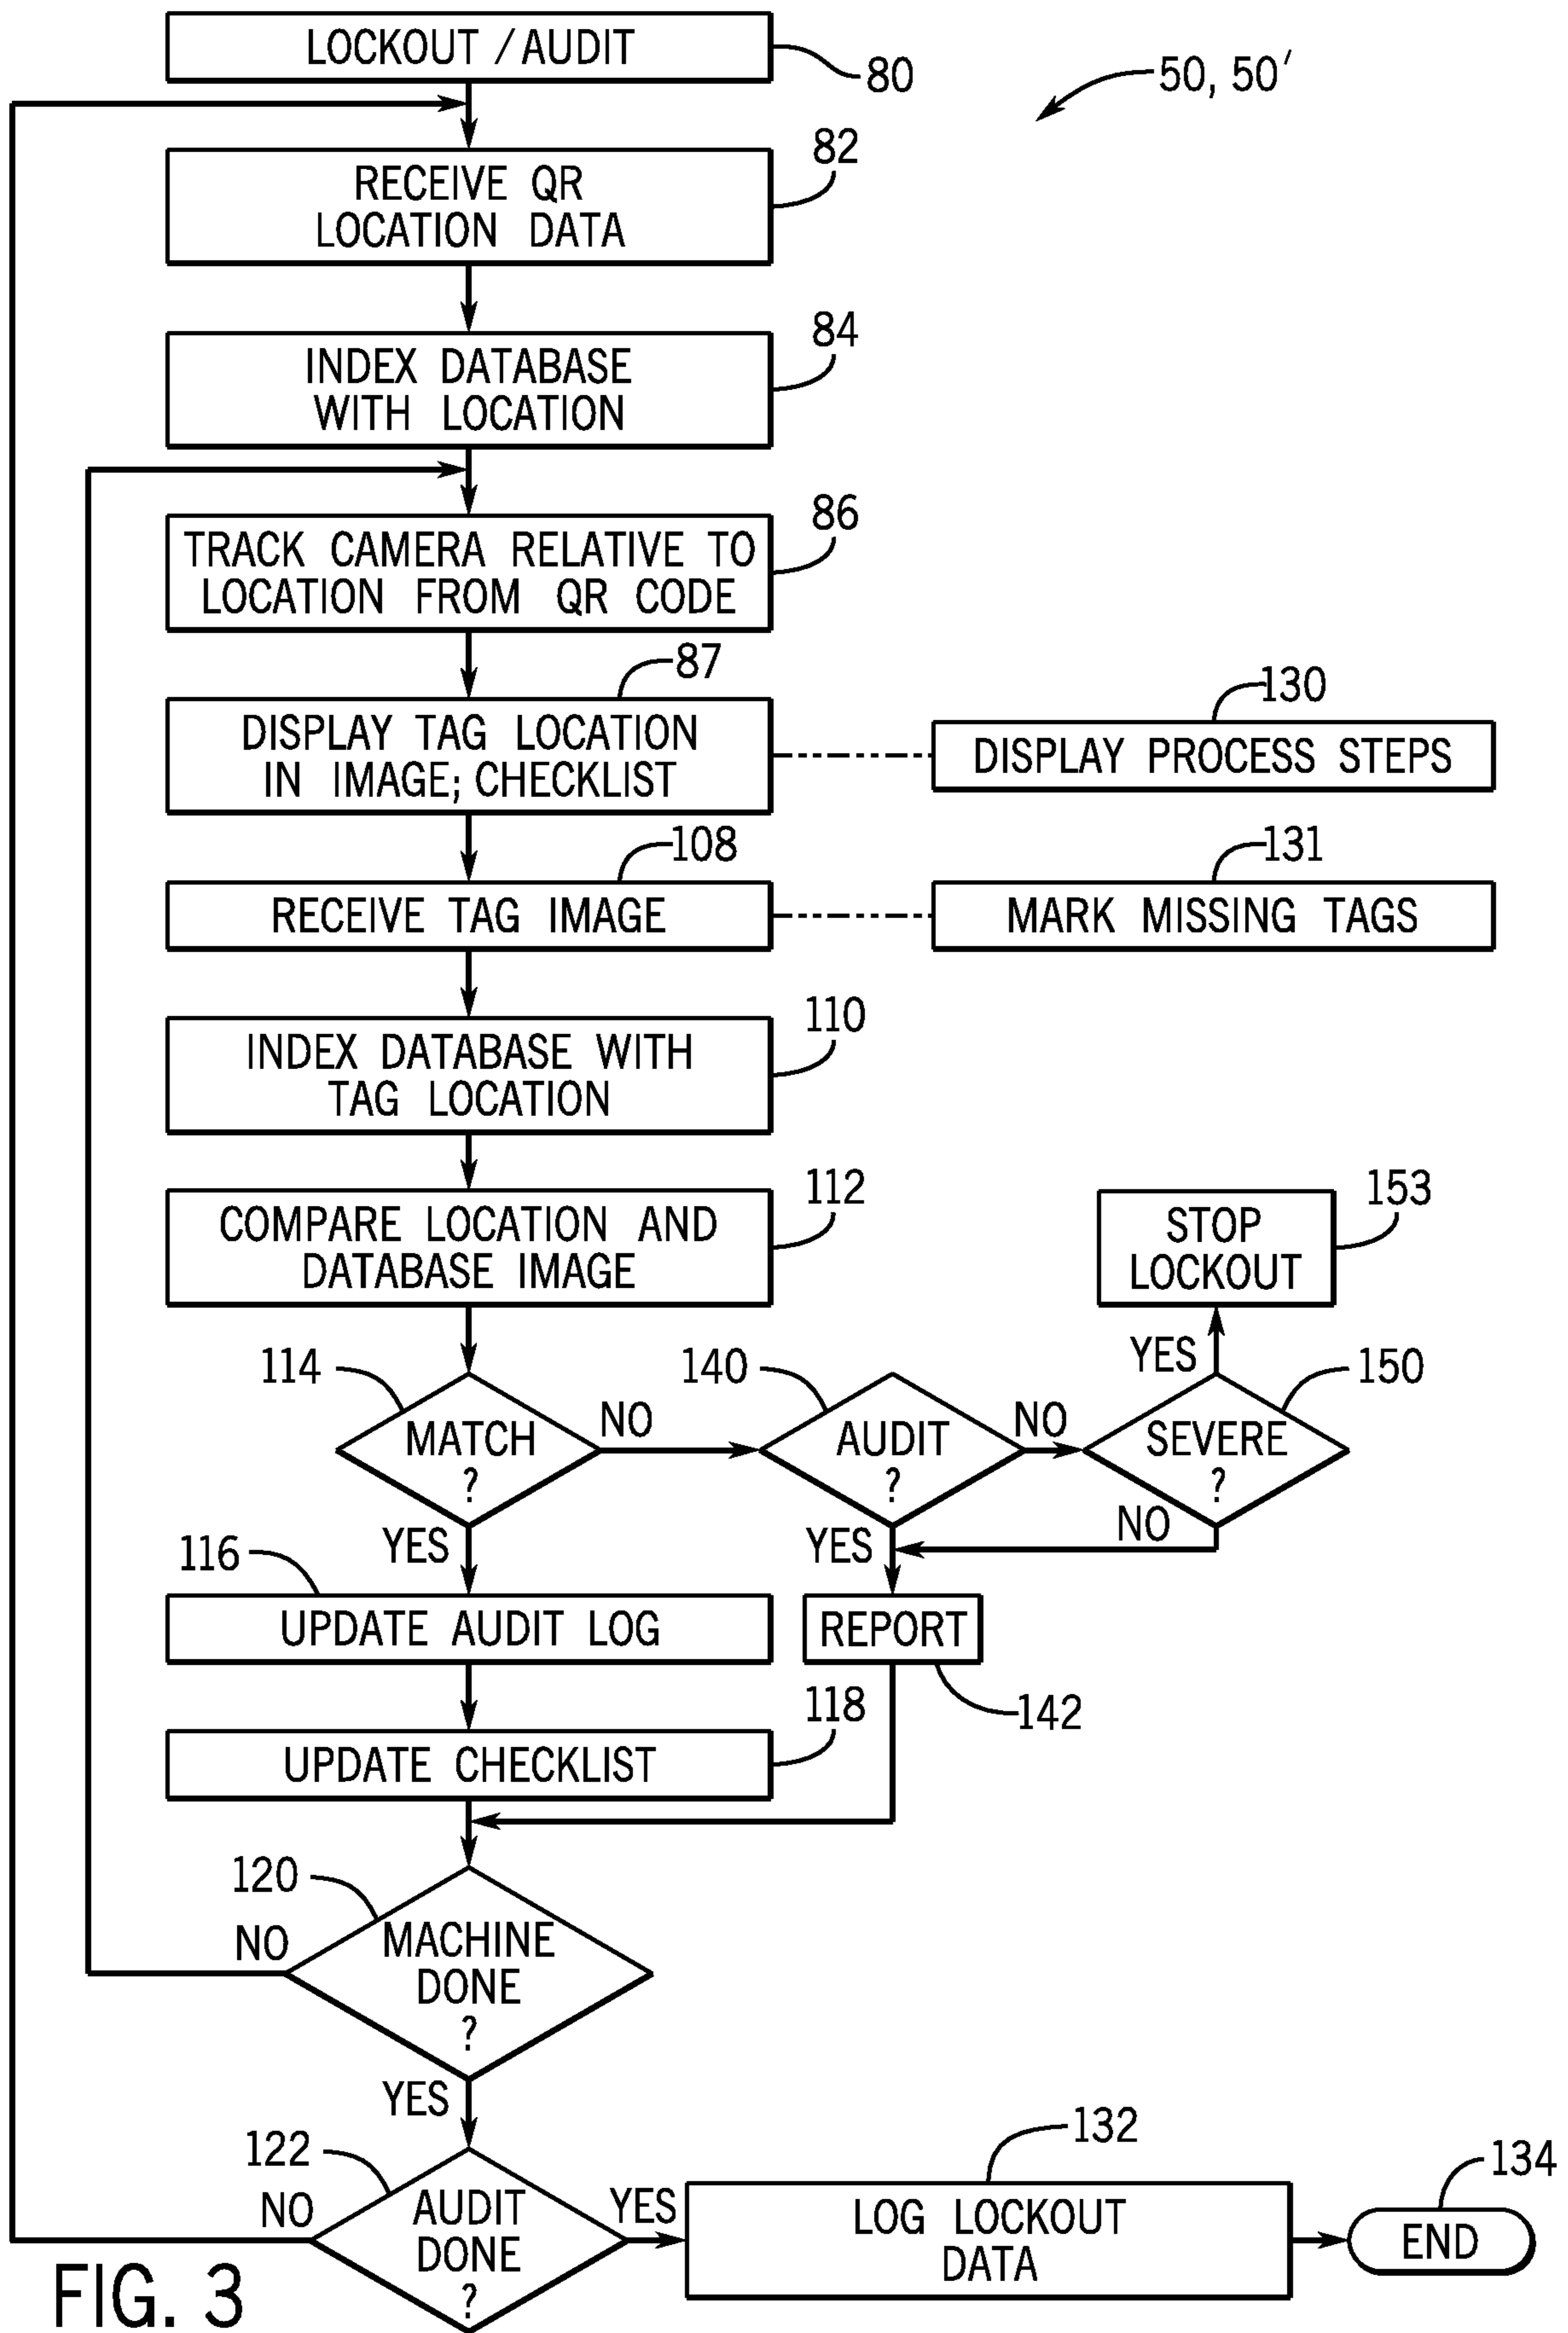 LOCKOUT / AUDIT
80
50, 50′
82
RECEIVE QR
LOCATION DATA
84
INDEX DATABASE
WITH LOCATION
86
TRACK CAMERA RELATIVE TO
LOCATION FROM QR CODE
87
DISPLAY TAG LOCATION
IN IMAGE; CHECKLIST
130
DISPLAY PROCESS STEPS
108
RECEIVE TAG IMAGE
131
MARK MISSING TAGS
110
INDEX DATABASE WITH
TAG LOCATION
112
COMPARE LOCATION AND
DATABASE IMAGE
153
STOP
LOCKOUT
114
MATCH
?
NO
140
AUDIT
?
NO
YES
150
SEVERE
?
NO
YES
YES
116
UPDATE AUDIT LOG
REPORT
142
118
UPDATE CHECKLIST
120
MACHINE
DONE
?
NO
YES
122
AUDIT
DONE
?
NO
YES
132
LOG LOCKOUT
DATA
134
END
FIG. 3